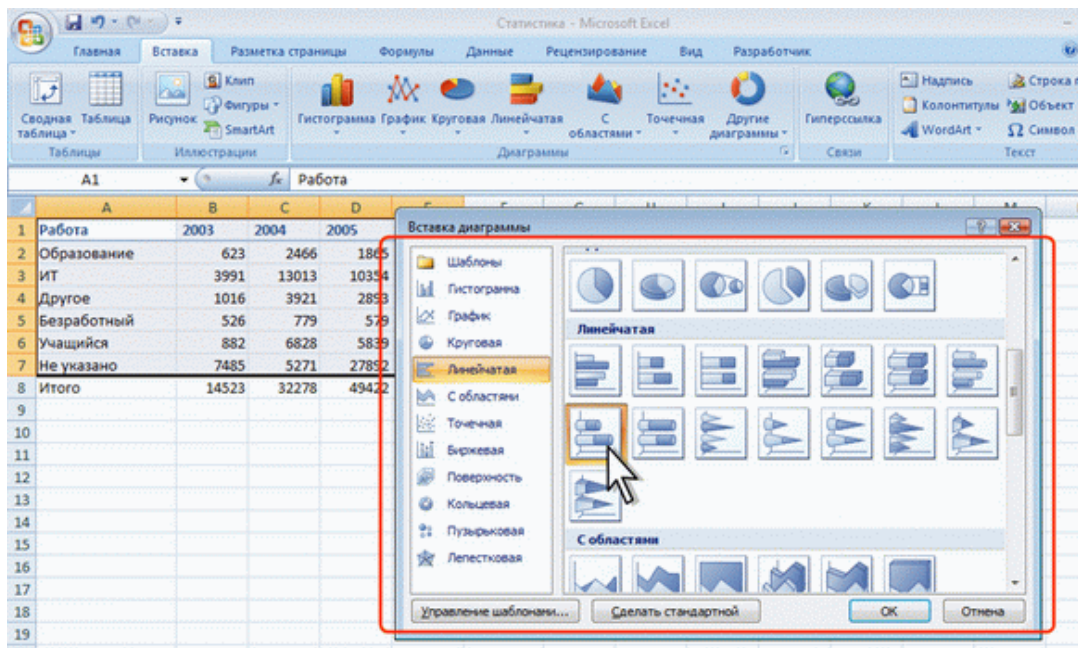 Статистика - Microsoft Excel
Главная Вставка Разметка страницы Формулы Данные Рецензирование Вид Разработчик
Сводная таблица Таблица Рисунок Клип Фигуры SmartArt Гистограмма График Круговая Линейчатая С областями Точечная Другие диаграммы Гиперссылка Надпись Колонтитулы WordArt Строка Объект Символ
Таблицы Иллюстрации Диаграммы Связи Текст
A1 fx Работа
A B C D
1 Работа 2003 2004 2005
2 Образование 623 2466 1865
3 ИТ 3991 13013 10354
4 Другое 1016 3921 2893
5 Безработный 526 779 579
6 Учащийся 882 6828 5839
7 Не указано 7485 5271 27892
8 Итого 14523 32278 49422
9
10
11
12
13
14
15
16
17
18
19
Вставка диаграммы
Шаблоны
Гистограмма
График
Круговая
Линейчатая
С областями
Точечная
Биржевая
Поверхность
Кольцевая
Пузырьковая
Лепестковая
Линейчатая
С областями
Управление шаблонами... Сделать стандартной ОК Отмена